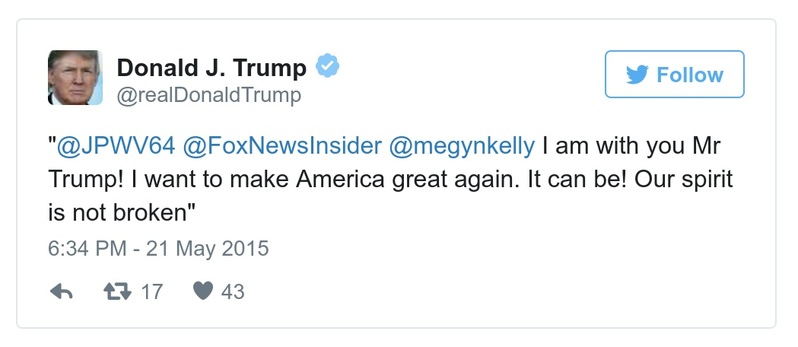 Donald J. Trump
@realDonaldTrump
Follow
"@JPWV64 @FoxNewsInsider @megynkelly I am with you Mr
Trump! I want to make America great again. It can be! Our spirit
is not broken"
6:34 PM - 21 May 2015
17
43